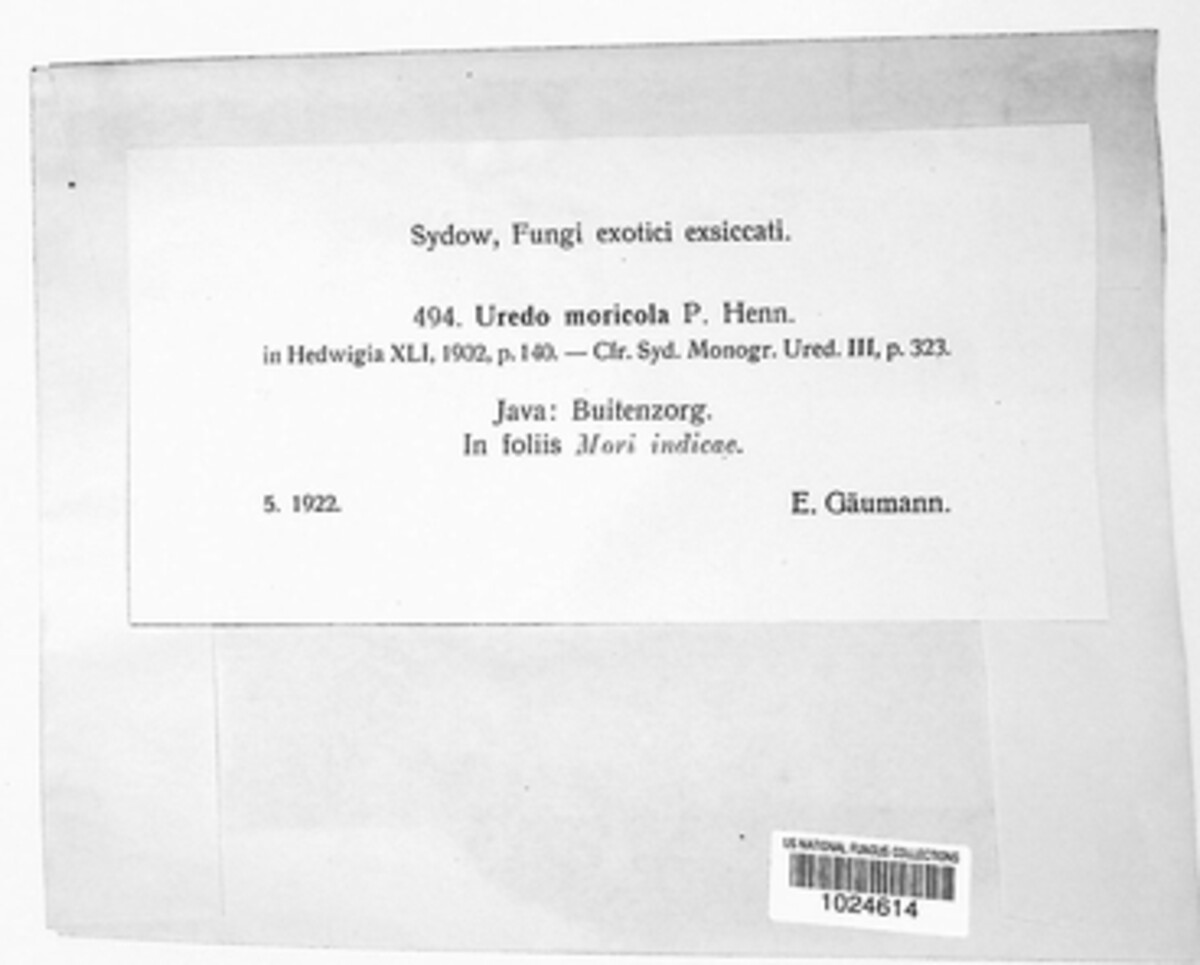 Sydow, Fungi exotici exsiccati.
494. Uredo moricola P. Henn.
in Hedwigia XLI, 1902, p. 140. — Cfr. Syd. Monogr. Ured. III, p. 323.
Java: Buitenzorg.
In foliis Mori indicae.
5. 1922.
E. Gäumann.
US NATIONAL FUNGUS COLLECTIONS
1024614